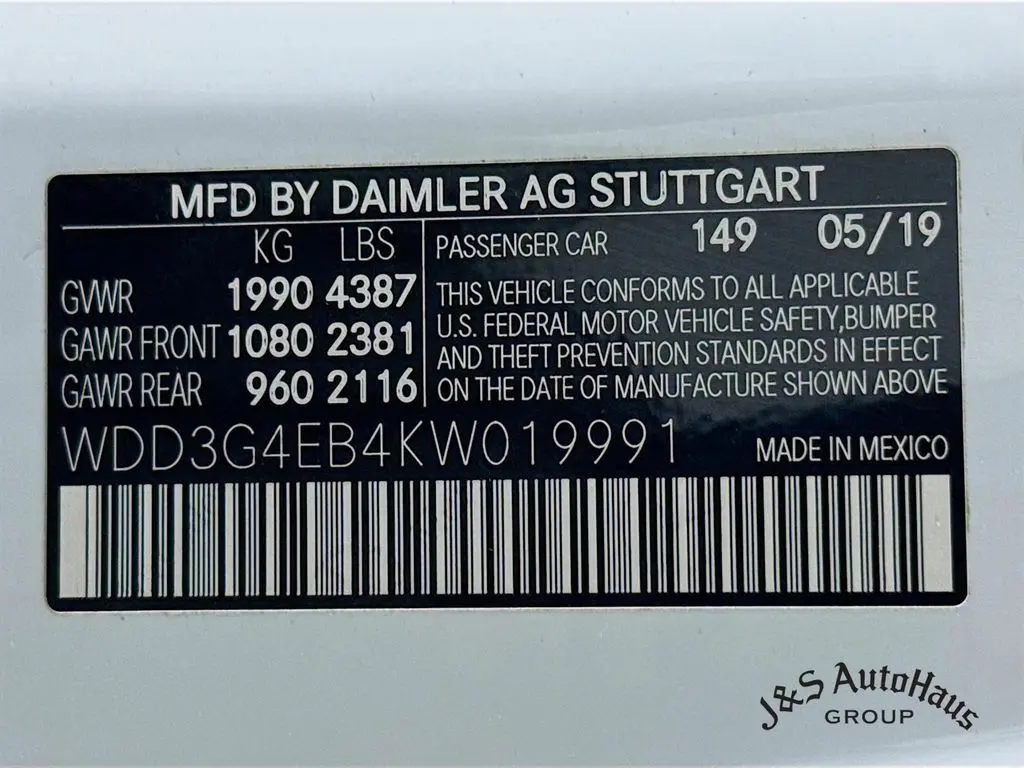 MFD BY DAIMLER AG STUTTGART
KG LBS
GVWR 1990 4387
GAWR FRONT 1080 2381
GAWR REAR 960 2116
PASSENGER CAR 149 05/19
THIS VEHICLE CONFORMS TO ALL APPLICABLE
U.S. FEDERAL MOTOR VEHICLE SAFETY,BUMPER
AND THEFT PREVENTION STANDARDS IN EFFECT
ON THE DATE OF MANUFACTURE SHOWN ABOVE
WDD3G4EB4KW019991 MADE IN MEXICO
J&S AutoHaus
GROUP